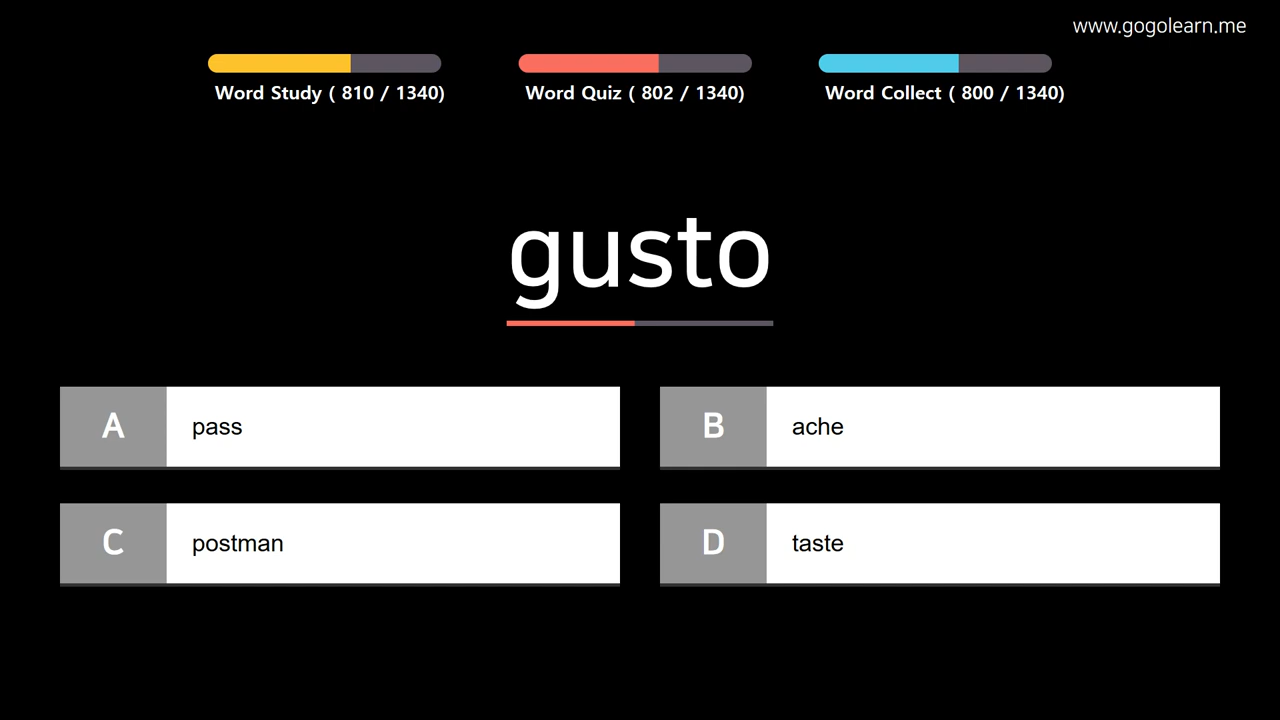 www.gogolearn.me
Word Study ( 810 / 1340)
Word Quiz ( 802 / 1340)
Word Collect ( 800 / 1340)
gusto
A pass
B ache
C postman
D taste